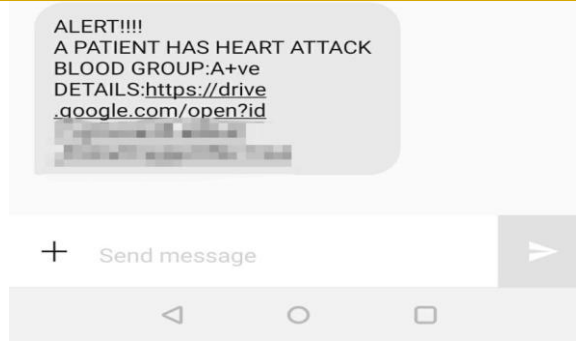 ALERT!!!!
A PATIENT HAS HEART ATTACK
BLOOD GROUP:A+ve
DETAILS:https://drive
.google.com/open?id
Send message